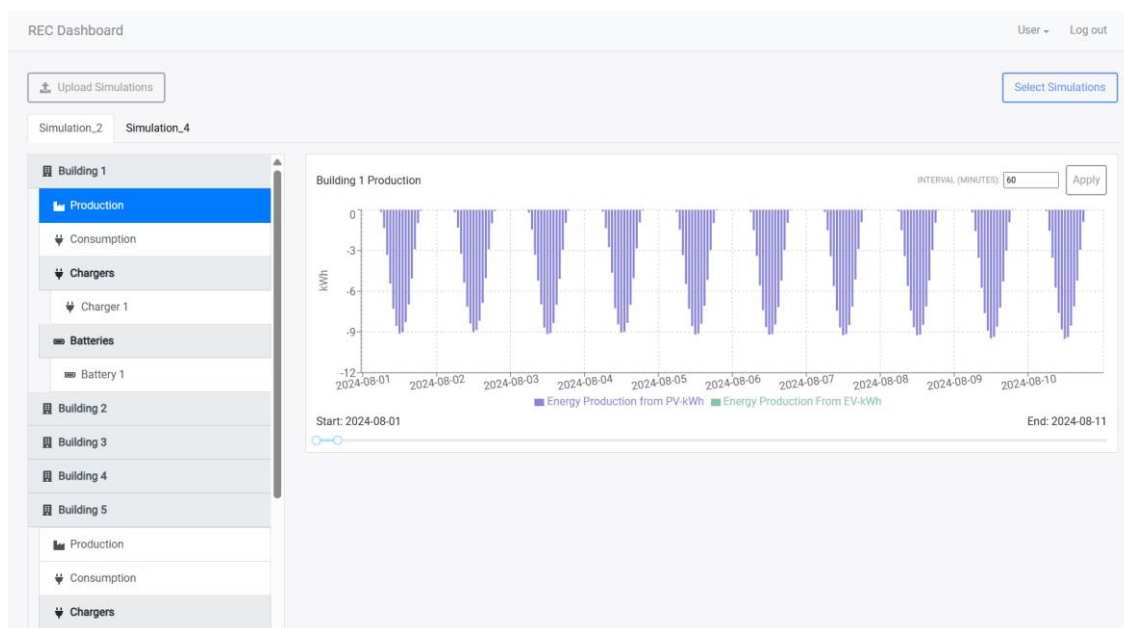 REC Dashboard
User
Log out
Upload Simulations
Select Simulations
Simulation_2
Simulation_4
Building 1
Production
Consumption
Chargers
Charger 1
Batteries
Battery 1
Building 2
Building 3
Building 4
Building 5
Production
Consumption
Chargers
Building 1 Production
INTERVAL (MINUTES): 60
Apply
kWh
0
-3
-6
-9
-12
2024-08-01 2024-08-02 2024-08-03 2024-08-04 2024-08-05 2024-08-06 2024-08-07 2024-08-08 2024-08-09 2024-08-10
Energy Production from PV-kWh Energy Production From EV-kWh
Start: 2024-08-01
End: 2024-08-11